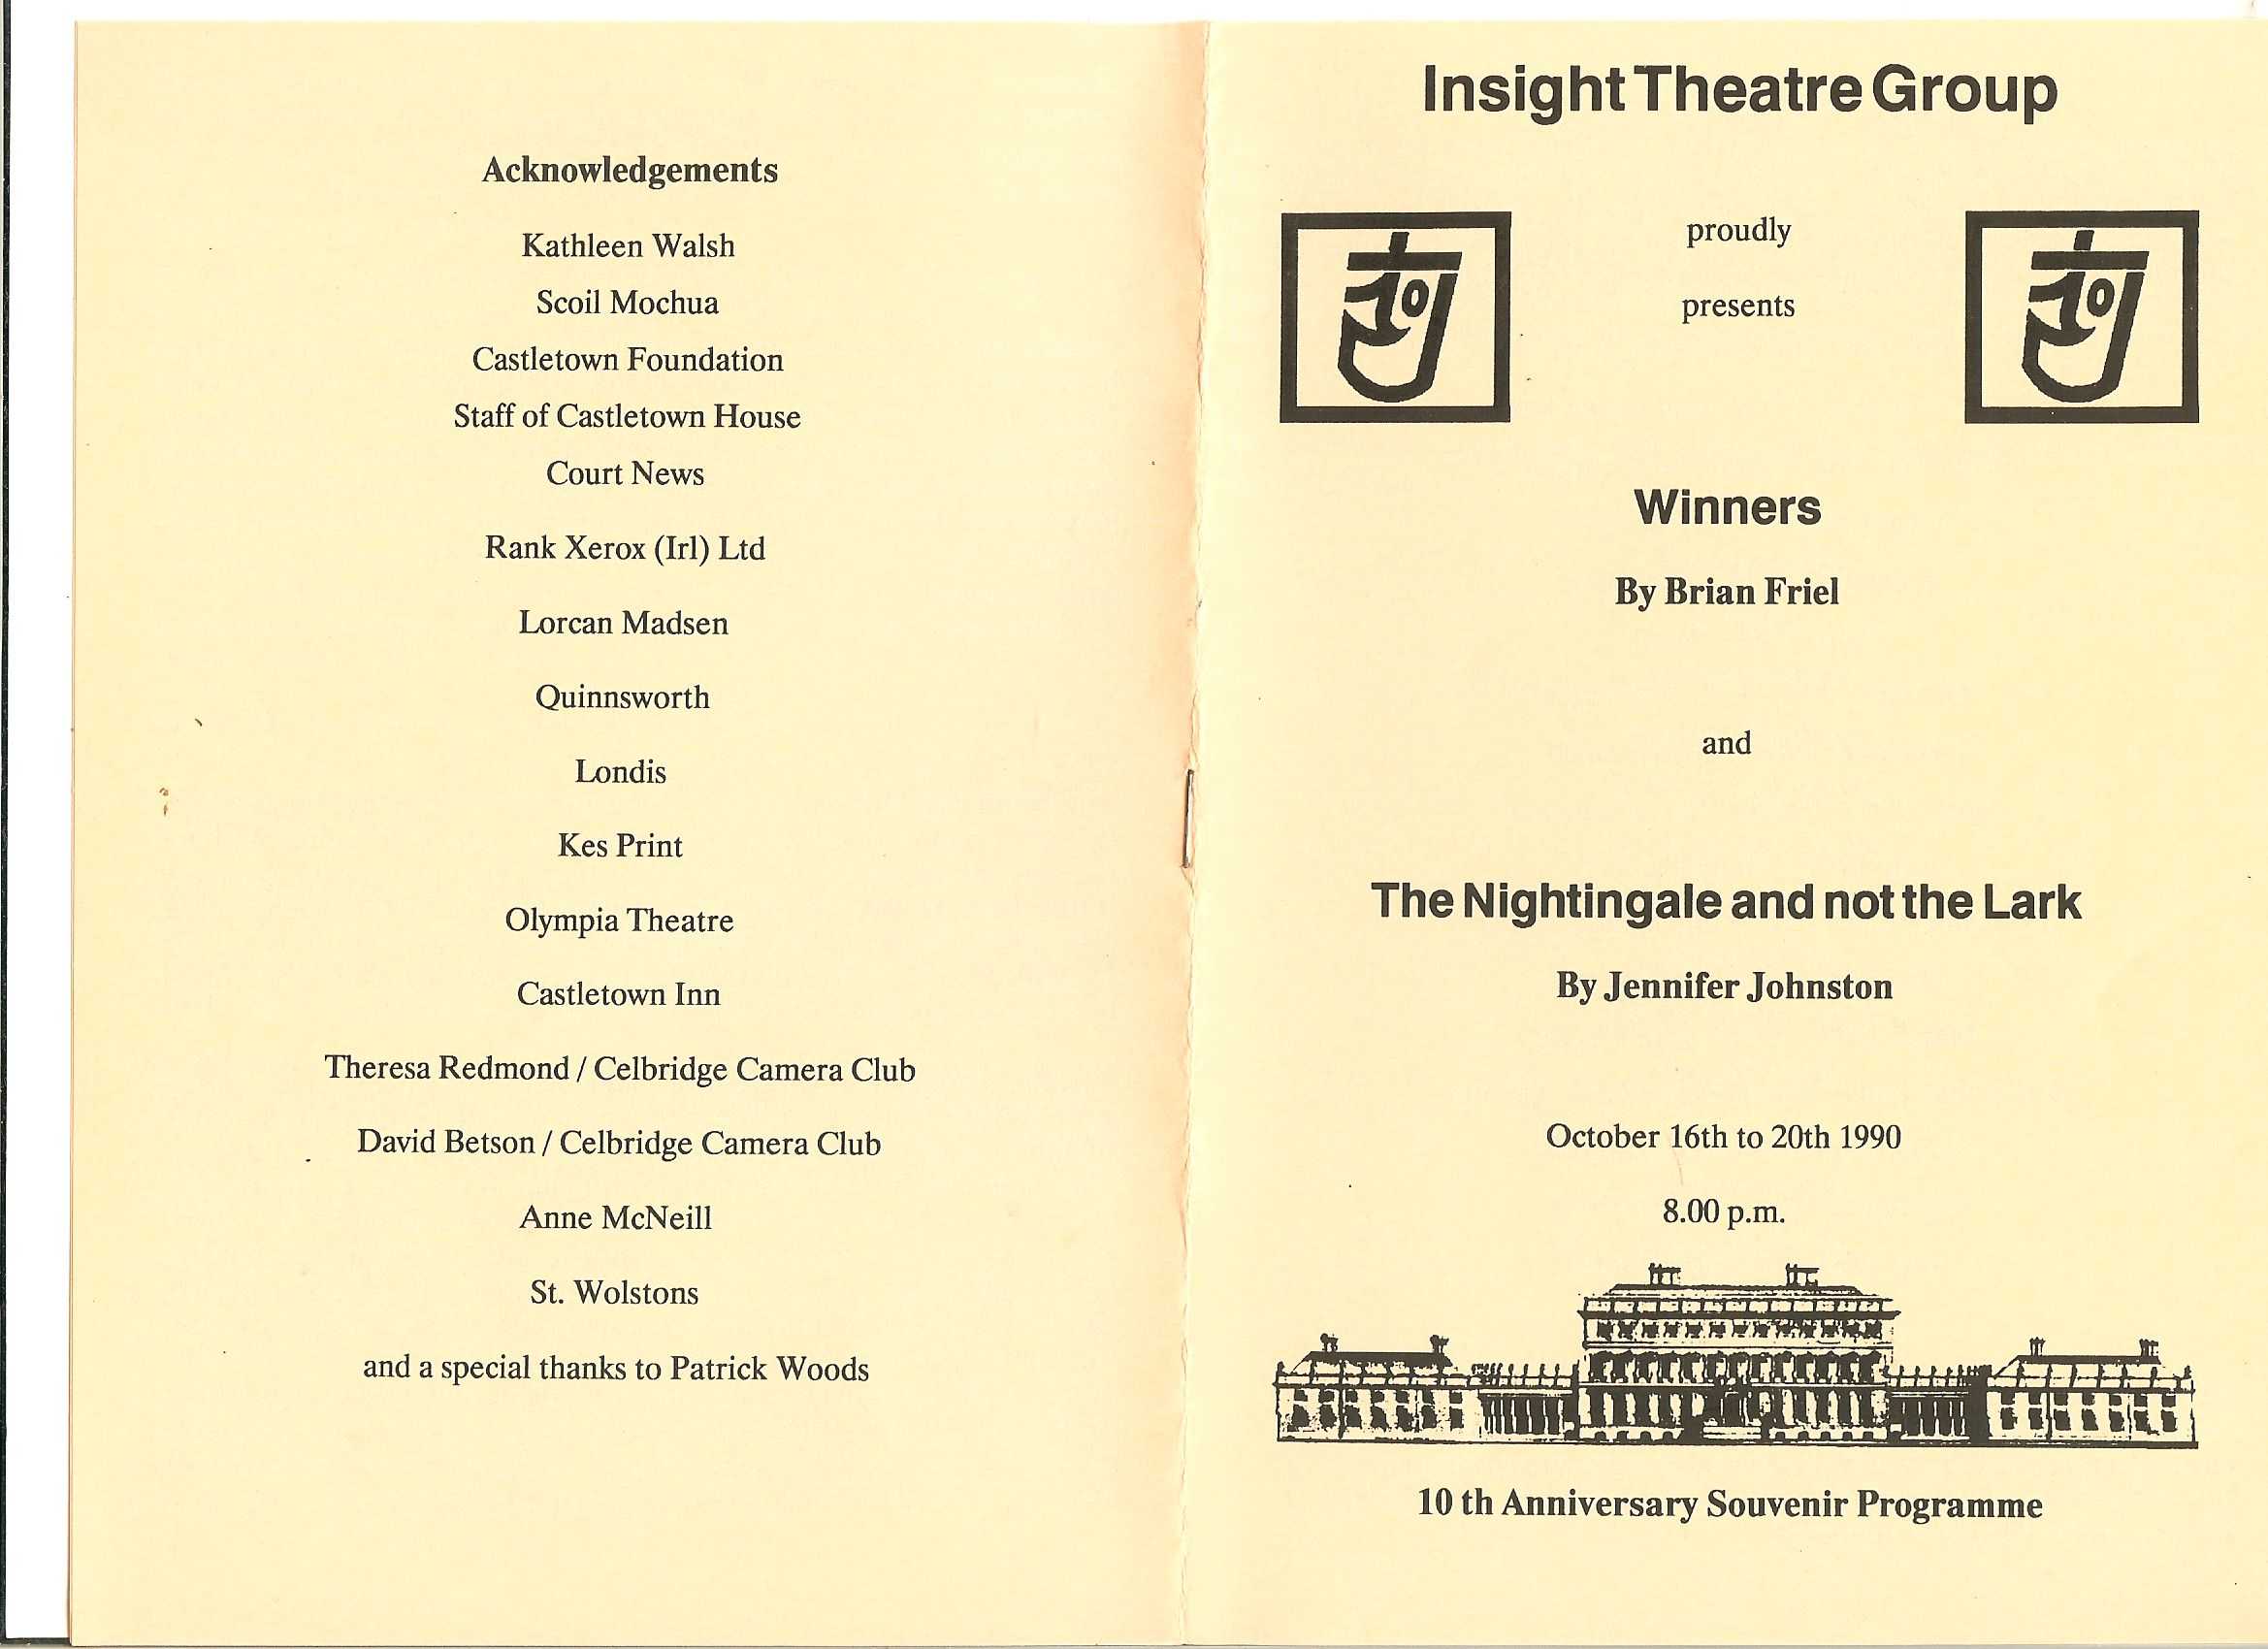 Acknowledgements
Kathleen Walsh
Scoil Mochua
Castletown Foundation
Staff of Castletown House
Court News
Rank Xerox (Irl) Ltd
Lorcan Madsen
Quinnsworth
Londis
Kes Print
Olympia Theatre
Castletown Inn
Theresa Redmond / Celbridge Camera Club
David Betson / Celbridge Camera Club
Anne McNeill
St. Wolstons
and a special thanks to Patrick Woods
Insight Theatre Group
proudly
presents
10
10
Winners
By Brian Friel
and
The Nightingale and not the Lark
By Jennifer Johnston
October 16th to 20th 1990
8.00 p.m.
10 th Anniversary Souvenir Programme